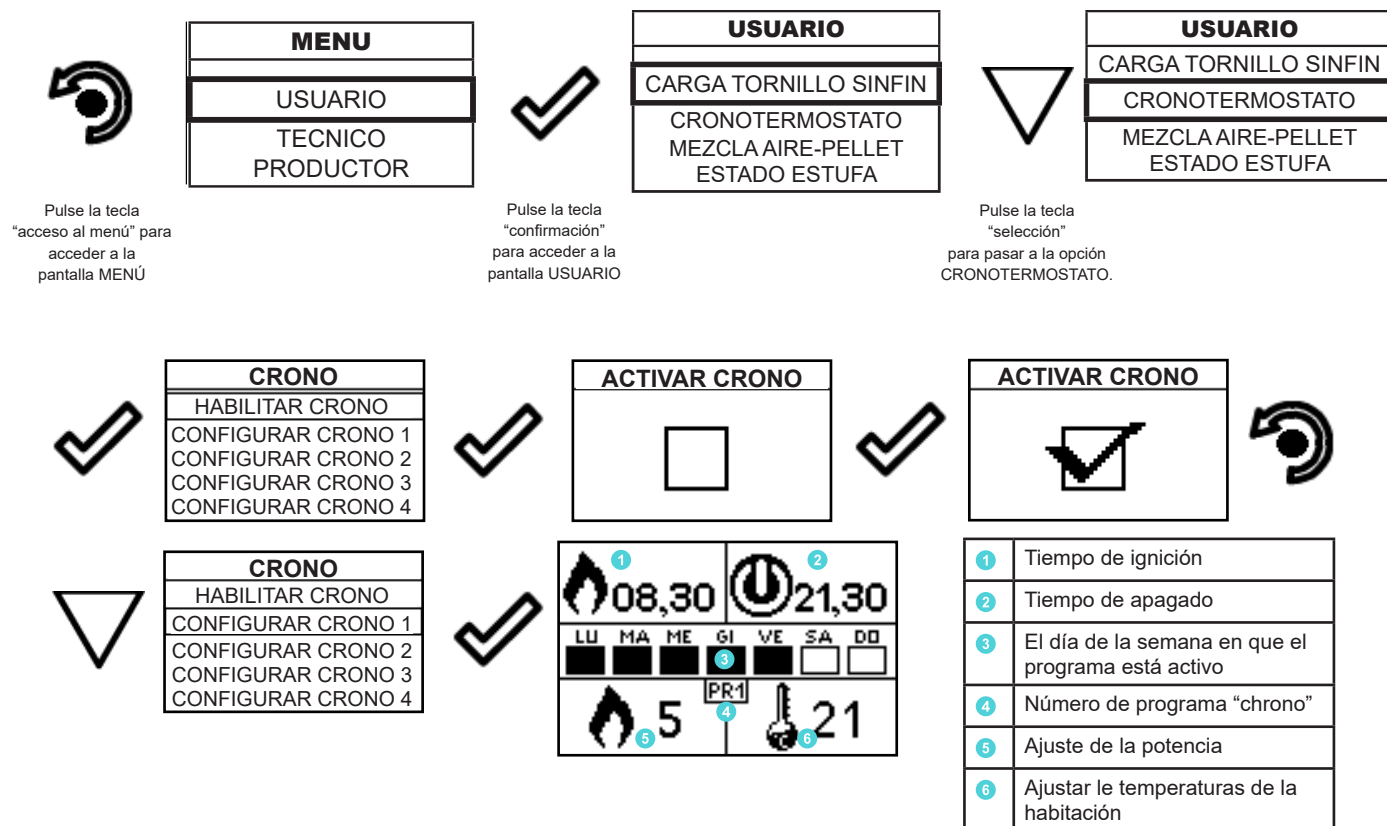 MENU
USUARIO
TECNICO
PRODUCTOR
Pulse la tecla
“acceso al menú” para
acceder a la
pantalla MENÚ
USUARIO
CARGA TORNILLO SINFIN
CRONOTERMOSTATO
MEZCLA AIRE-PELLET
ESTADO ESTUFA
Pulse la tecla
“confirmación”
para acceder a la
pantalla USUARIO
USUARIO
CARGA TORNILLO SINFIN
CRONOTERMOSTATO
MEZCLA AIRE-PELLET
ESTADO ESTUFA
Pulse la tecla
“selección”
para pasar a la opción
CRONOTERMOSTATO.
CRONO
HABILITAR CRONO
CONFIGURAR CRONO 1
CONFIGURAR CRONO 2
CONFIGURAR CRONO 3
CONFIGURAR CRONO 4
ACTIVAR CRONO
ACTIVAR CRONO
CRONO
HABILITAR CRONO
CONFIGURAR CRONO 1
CONFIGURAR CRONO 2
CONFIGURAR CRONO 3
CONFIGURAR CRONO 4
1 2
08,30 21,30
LU MA ME GI VE SA DO
3
PR1
4
5 21
5 6
1 Tiempo de ignición
2 Tiempo de apagado
3 El día de la semana en que el
programa está activo
4 Número de programa “chrono”
5 Ajuste de la potencia
6 Ajustar le temperaturas de la
habitación